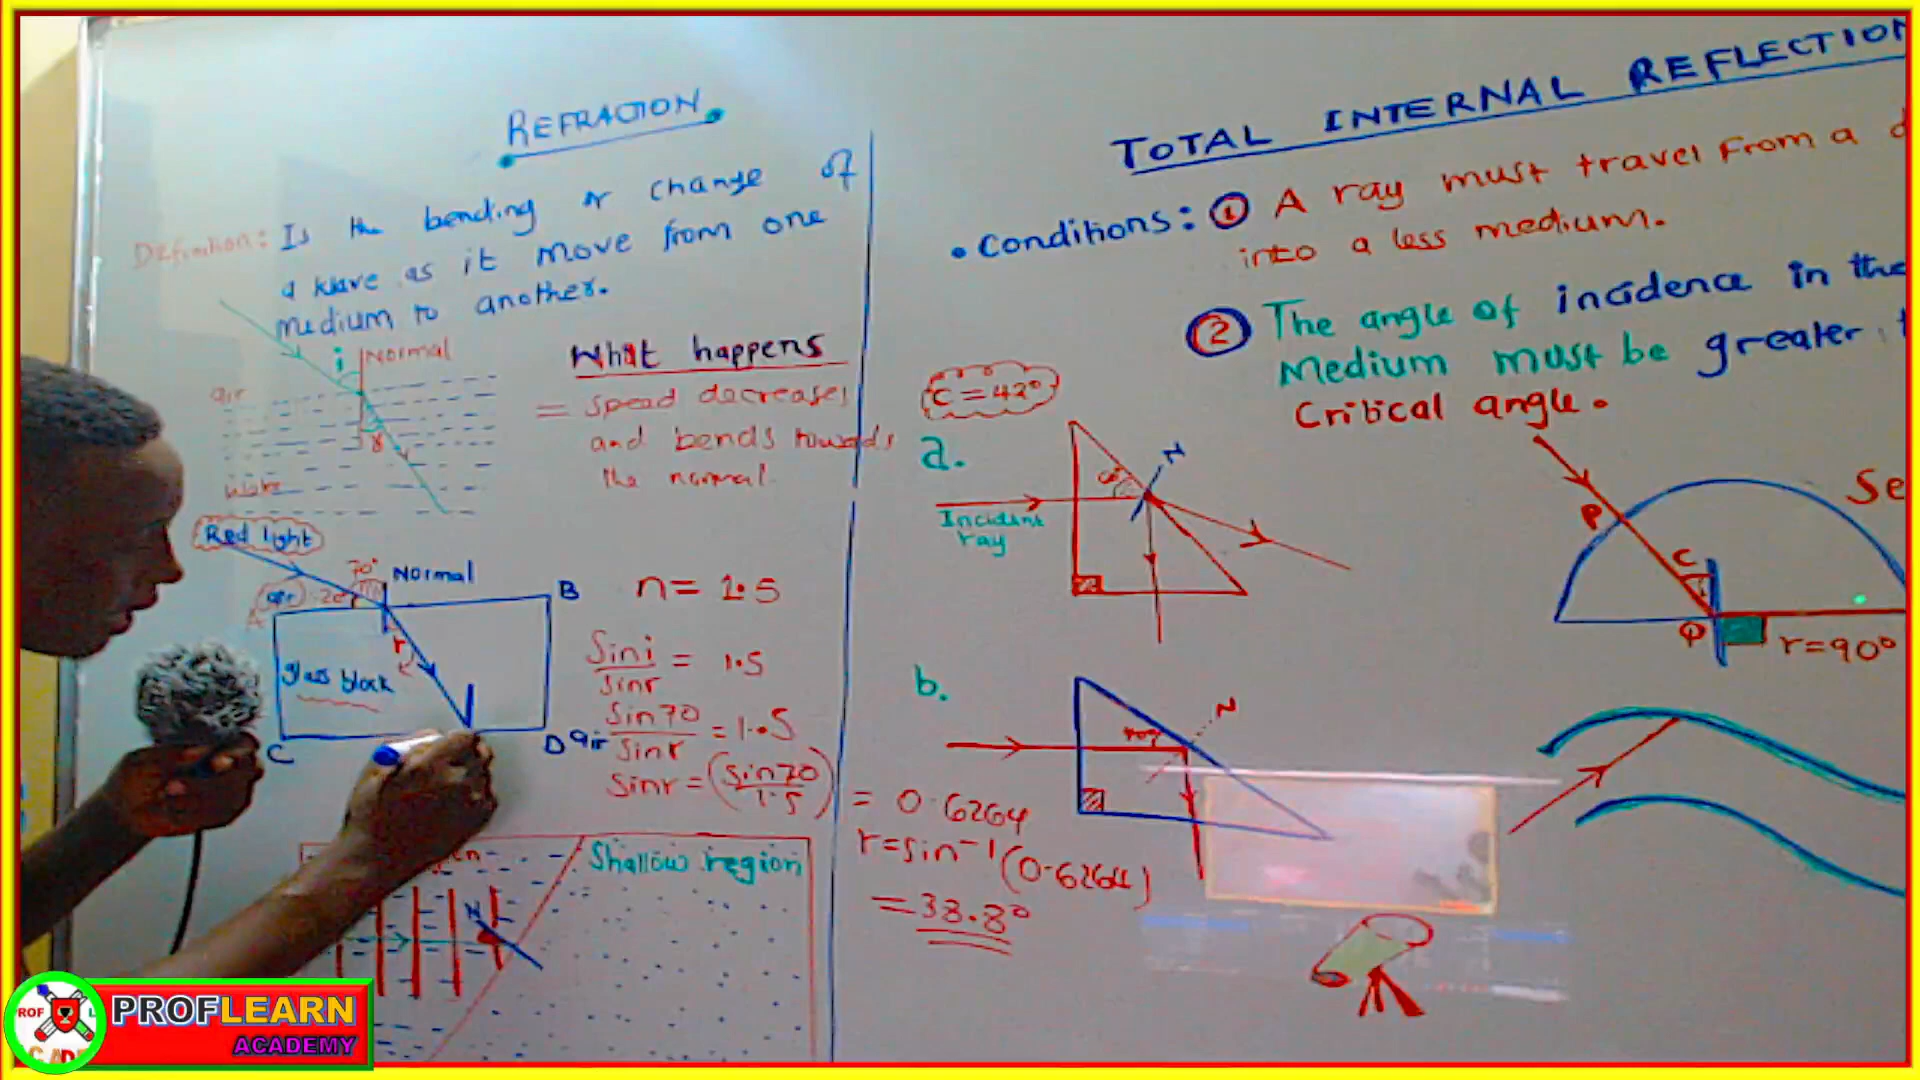 REFRACTION
Definition: Is the bending or change of
a wave as it move from one
medium to another.
i
Normal
air
r
Water
What happens
= Speed decreases
and bends towards
the normal.
Red light
70°
Normal
air
20°
A
B
r
glass block
C
D
air
n = 1.5
Sin i / Sin r = 1.5
Sin 70 / Sin r = 1.5
Sin r = (Sin 70 / 1.5)
= 0.6264
r = sin⁻¹ (0.6264)
= 38.8°
Shallow region
N
TOTAL INTERNAL REFLECTION
• Conditions: ① A ray must travel from a d
into a less medium.
② The angle of incidence in the
Medium must be greater t
Critical angle.
C = 42°
a.
N
Incident
ray
b.
N
Se
P
C
Q
r = 90°
PROFLEARN
ACADEMY